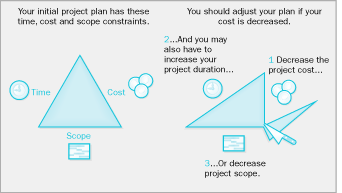 Your initial project plan has these
time, cost and scope constraints.
Time
Cost
Scope
You should adjust your plan if your
cost is decreased.
2...And you may
also have to
increase your
project duration...
1 Decrease the
project cost...
3...Or decrease
project scope.